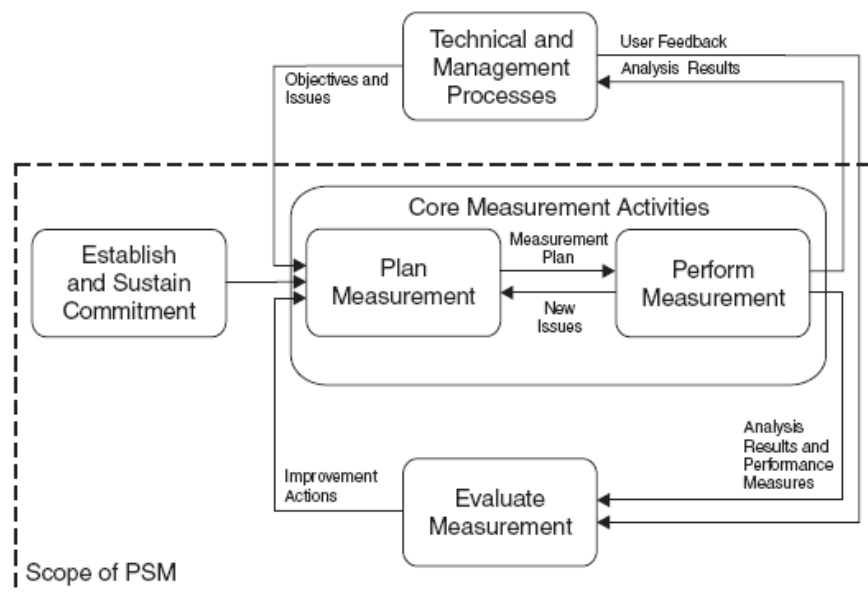 Technical and
Management
Processes
User Feedback
Analysis Results
Objectives and
Issues
Core Measurement Activities
Establish
and Sustain
Commitment
Plan
Measurement
Measurement
Plan
New
Issues
Perform
Measurement
Analysis
Results and
Performance
Measures
Improvement
Actions
Evaluate
Measurement
Scope of PSM